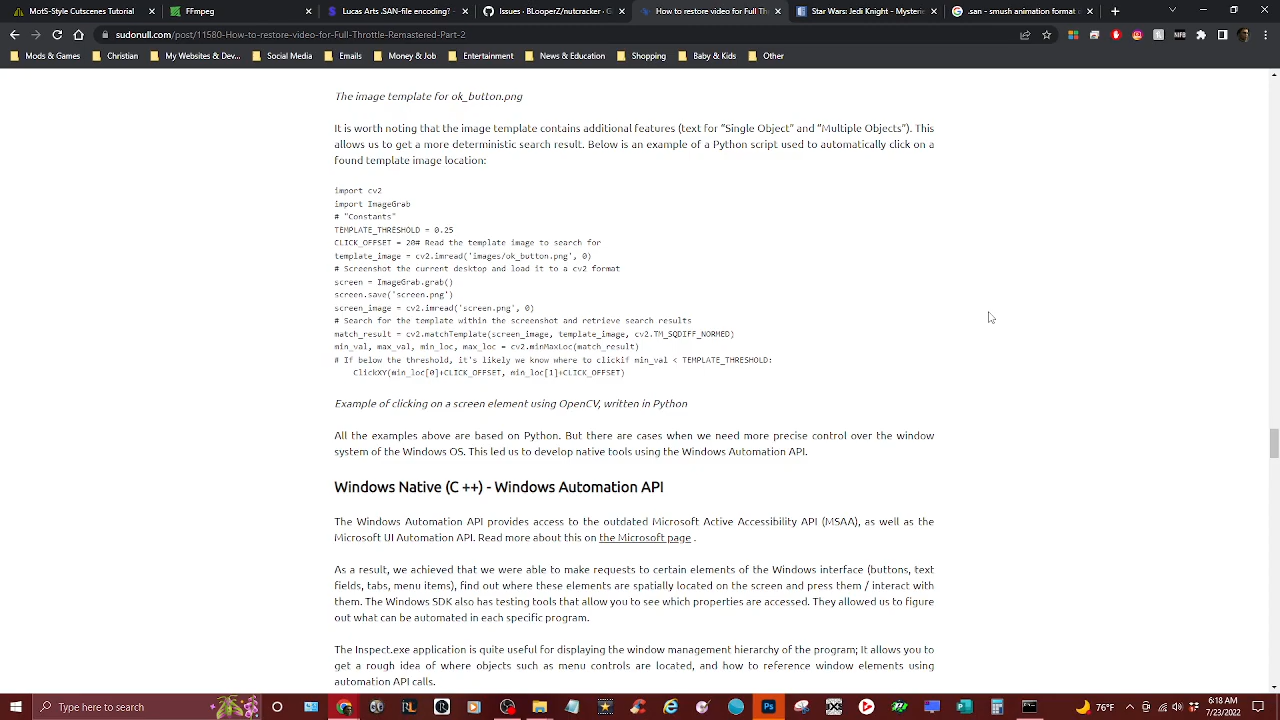 MotS-Style Cutscenes Tutorial
FFmpeg
Lucas Arts .SAN-file encoding?
Issues · BLooperZ/nutcracker · G
How to restore video for Full Th
Star Wars: Jedi Knight - Mysterie
.san - smush animation format c
sudonull.com/post/11580-How-to-restore-video-for-Full-Throttle-Remastered-Part-2
Mods & Games
Christian
My Websites & Dev...
Social Media
Emails
Money & Job
Entertainment
News & Education
Shopping
Baby & Kids
Other
The image template for ok_button.png
It is worth noting that the image template contains additional features (text for “Single Object” and “Multiple Objects”). This
allows us to get a more deterministic search result. Below is an example of a Python script used to automatically click on a
found template image location:
import cv2
import ImageGrab
# "Constants"
TEMPLATE_THRESHOLD = 0.25
CLICK_OFFSET = 20# Read the template image to search for
template_image = cv2.imread('images/ok_button.png', 0)
# Screenshot the current desktop and load it to a cv2 format
screen = ImageGrab.grab()
screen.save('screen.png')
screen_image = cv2.imread('screen.png', 0)
# Search for the template within the screenshot and retrieve search results
match_result = cv2.matchTemplate(screen_image, template_image, cv2.TM_SQDIFF_NORMED)
min_val, max_val, min_loc, max_loc = cv2.minMaxLoc(match_result)
# If below the threshold, it's likely we know where to clickif min_val < TEMPLATE_THRESHOLD:
ClickXY(min_loc[0]+CLICK_OFFSET, min_loc[1]+CLICK_OFFSET)
Example of clicking on a screen element using OpenCV, written in Python
All the examples above are based on Python. But there are cases when we need more precise control over the window
system of the Windows OS. This led us to develop native tools using the Windows Automation API.
Windows Native (C ++) - Windows Automation API
The Windows Automation API provides access to the outdated Microsoft Active Accessibility API (MSAA), as well as the
Microsoft UI Automation API. Read more about this on the Microsoft page .
As a result, we achieved that we were able to make requests to certain elements of the Windows interface (buttons, text
fields, tabs, menu items), find out where these elements are spatially located on the screen and press them / interact with
them. The Windows SDK also has testing tools that allow you to see which properties are accessed. They allowed us to figure
out what can be automated in each specific program.
The Inspect.exe application is quite useful for displaying the window management hierarchy of the program; it allows you to
get a rough idea of where objects such as menu controls are located, and how to reference window elements using
automation API calls.
Type here to search
76°F
6:18 AM
7/23/2022